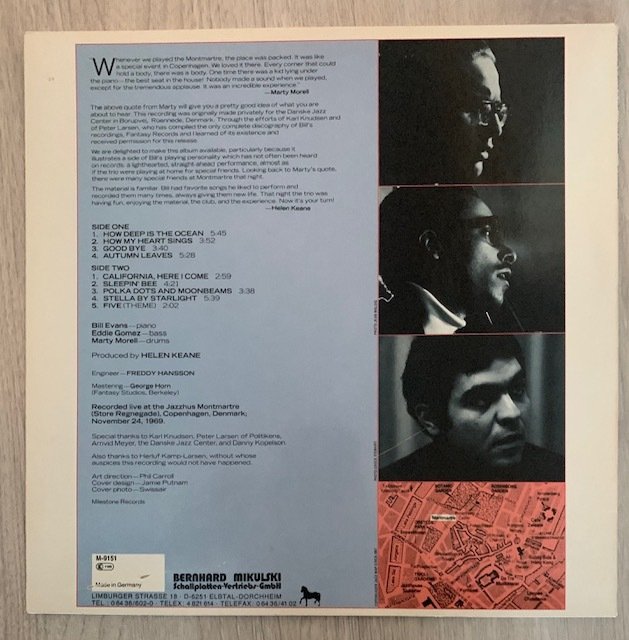 Whenever we played the Montmartre, the place was packed. It was like
a special event in Copenhagen. We loved it there. Every corner that could
hold a body, there was a body. One time there was a kid lying under
the piano—the best seat in the house! Nobody made a sound when we played,
except for the tremendous applause. It was an incredible experience."
—Marty Morell
The above quote from Marty will give you a pretty good idea of what you are
about to hear. This recording was originally made privately for the Danske Jazz
Center in Borupvej, Roennede, Denmark. Through the efforts of Karl Knudsen and
of Peter Larsen, who has compiled the only complete discography of Bill's
recordings, Fantasy Records and I learned of its existence and
received permission for this release.
We are delighted to make this album available, particularly because it
illustrates a side of Bill's playing personality which has not often been heard
on records: a lighthearted, straight-ahead performance, almost as
if the trio were playing at home for special friends. Looking back to Marty's quote,
there were many special friends at Montmartre that night.
The material is familiar. Bill had favorite songs he liked to perform and
recorded them many times, always giving them new life. That night the trio was
having fun, enjoying the material, the club, and the experience. Now it's your turn!
—Helen Keane
SIDE ONE
1. HOW DEEP IS THE OCEAN 5:45
2. HOW MY HEART SINGS 3:52
3. GOOD BYE 3:40
4. AUTUMN LEAVES 5:28
SIDE TWO
1. CALIFORNIA, HERE I COME 2:59
2. SLEEPIN' BEE 4:21
3. POLKA DOTS AND MOONBEAMS 3:38
4. STELLA BY STARLIGHT 5:39
5. FIVE (THEME) 2:02
Bill Evans—piano
Eddie Gomez—bass
Marty Morell—drums
Produced by HELEN KEANE
Engineer—FREDDY HANSSON
Mastering—George Horn
(Fantasy Studios, Berkeley)
Recorded live at the Jazzhus Montmartre
(Store Regnegade), Copenhagen, Denmark;
November 24, 1969.
Special thanks to Karl Knudsen, Peter Larsen of Politikens,
Arnvid Meyer, the Danske Jazz Center, and Danny Kopelson.
Also thanks to Herluf Kamp-Larsen, without whose
auspices this recording would not have happened.
Art direction—Phil Carroll
Cover design—Jamie Putnam
Cover photo—Swissair
Milestone Records
M-9151
Made in Germany
BERNHARD MIKULSKI
Schallplatten-Vertriebs-GmbH
LIMBURGER STRASSE 18 · D-6251 ELBTAL-DORCHHEIM
TEL.: 0 64 36/602-0 · TELEX: 4 821 614 · TELEFAX: 0 64 36/41 02
Montmartre